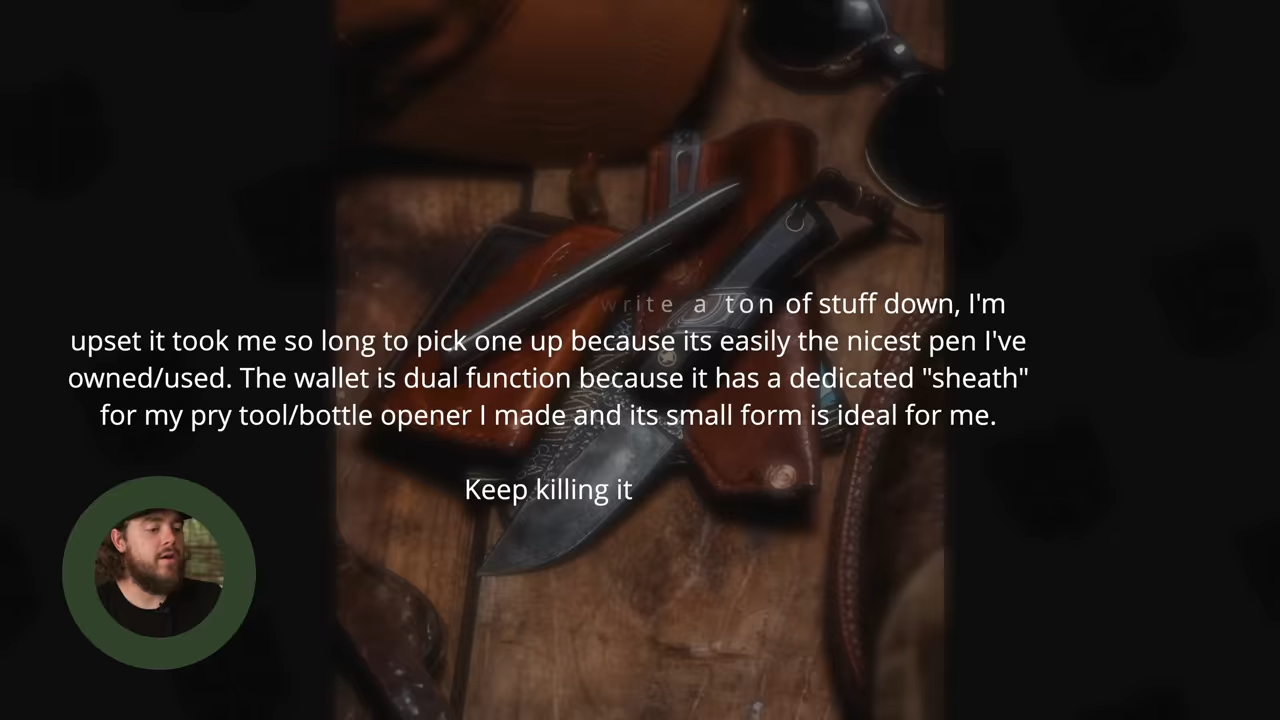 write a ton of stuff down, I'm
upset it took me so long to pick one up because its easily the nicest pen I've
owned/used. The wallet is dual function because it has a dedicated "sheath"
for my pry tool/bottle opener I made and its small form is ideal for me.
Keep killing it